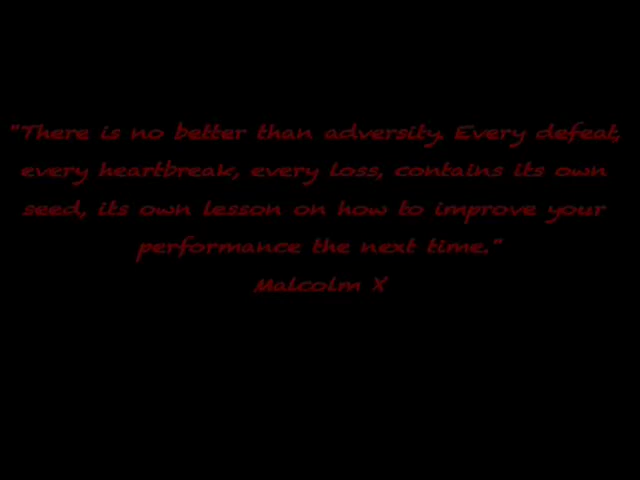 "There is no better than adversity. Every defeat,
every heartbreak, every loss, contains its own
seed, its own lesson on how to improve your
performance the next time."
Malcolm X